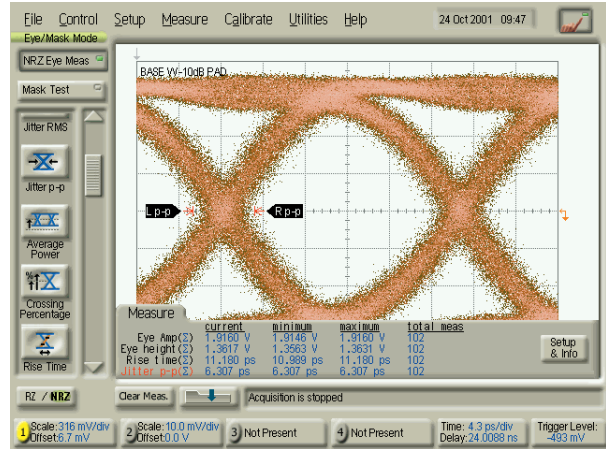 File Control Setup Measure Calibrate Utilities Help 24 Oct 2001 09:47
Eye/Mask Mode
NRZ Eye Meas
Mask Test
Jitter RMS
Jitter p-p
Average
Power
Crossing
Percentage
Rise Time
BASE W-10dB PAD
L p-p
R p-p
Measure
current minimum maximum total meas
Eye Amp(Σ) 1.9160 V 1.9146 V 1.9160 V 102
Eye height(Σ) 1.3617 V 1.3563 V 1.3631 V 102
Rise time(Σ) 11.180 ps 10.989 ps 11.180 ps 102
Jitter p-p(Σ) 6.307 ps 6.307 ps 6.307 ps 102
Setup
& Info
RZ / NRZ
Clear Meas.
Acquisition is stopped
1 Scale:316 mV/div
Offset:6.7 mV
2 Scale:10.0 mV/div
Offset:0.0 V
3 Not Present
4 Not Present
Time: 4.3 ps/div
Delay:24.0088 ns
Trigger Level:
-493 mV